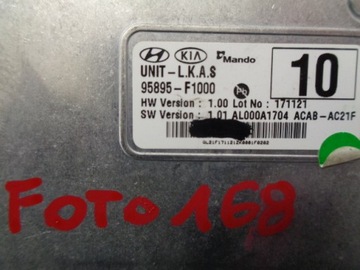 HYUNDAI KIA Mando
UNIT-L.K.A.S
95895-F1000
10
HW Version : 1.00 Lot No : 171121
SW Version : 1.01 AL000A1704 ACAB-AC21F
FOTO 168